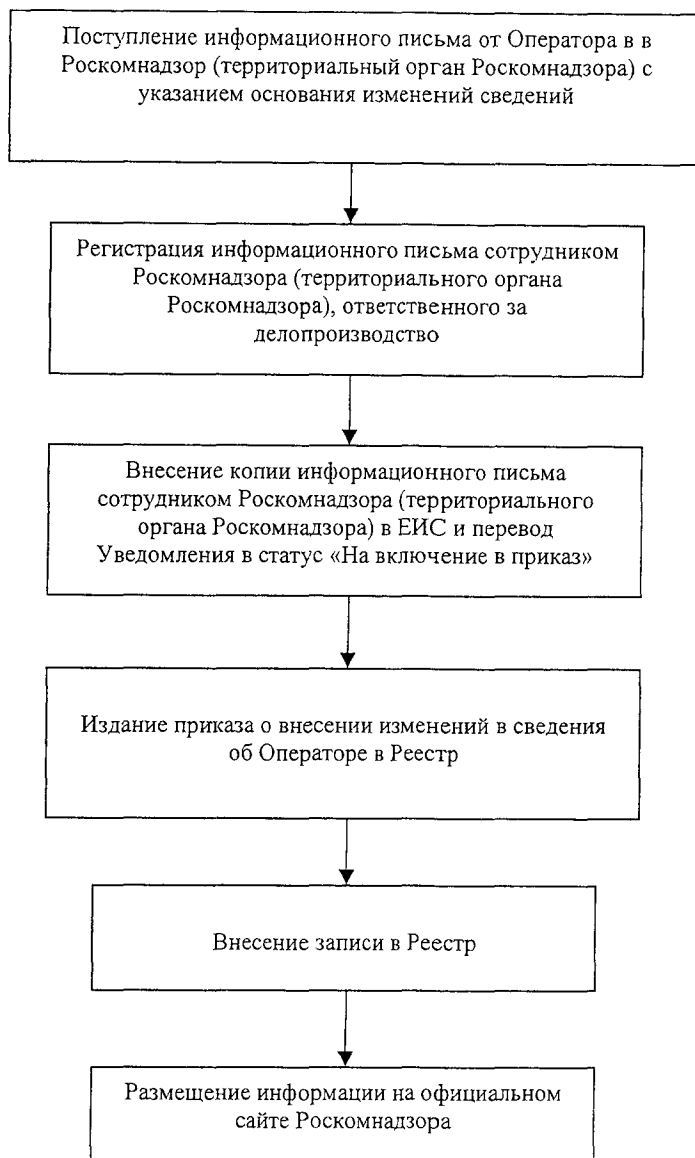 Поступление информационного письма от Оператора в в
Роскомнадзор (территориальный орган Роскомнадзора) с
указанием основания изменений сведений
Регистрация информационного письма сотрудником
Роскомнадзора (территориального органа
Роскомнадзора), ответственного за
делопроизводство
Внесение копии информационного письма
сотрудником Роскомнадзора (территориального
органа Роскомнадзора) в ЕИС и перевод
Уведомления в статус «На включение в приказ»
Издание приказа о внесении изменений в сведения
об Операторе в Реестр
Внесение записи в Реестр
Размещение информации на официальном
сайте Роскомнадзора